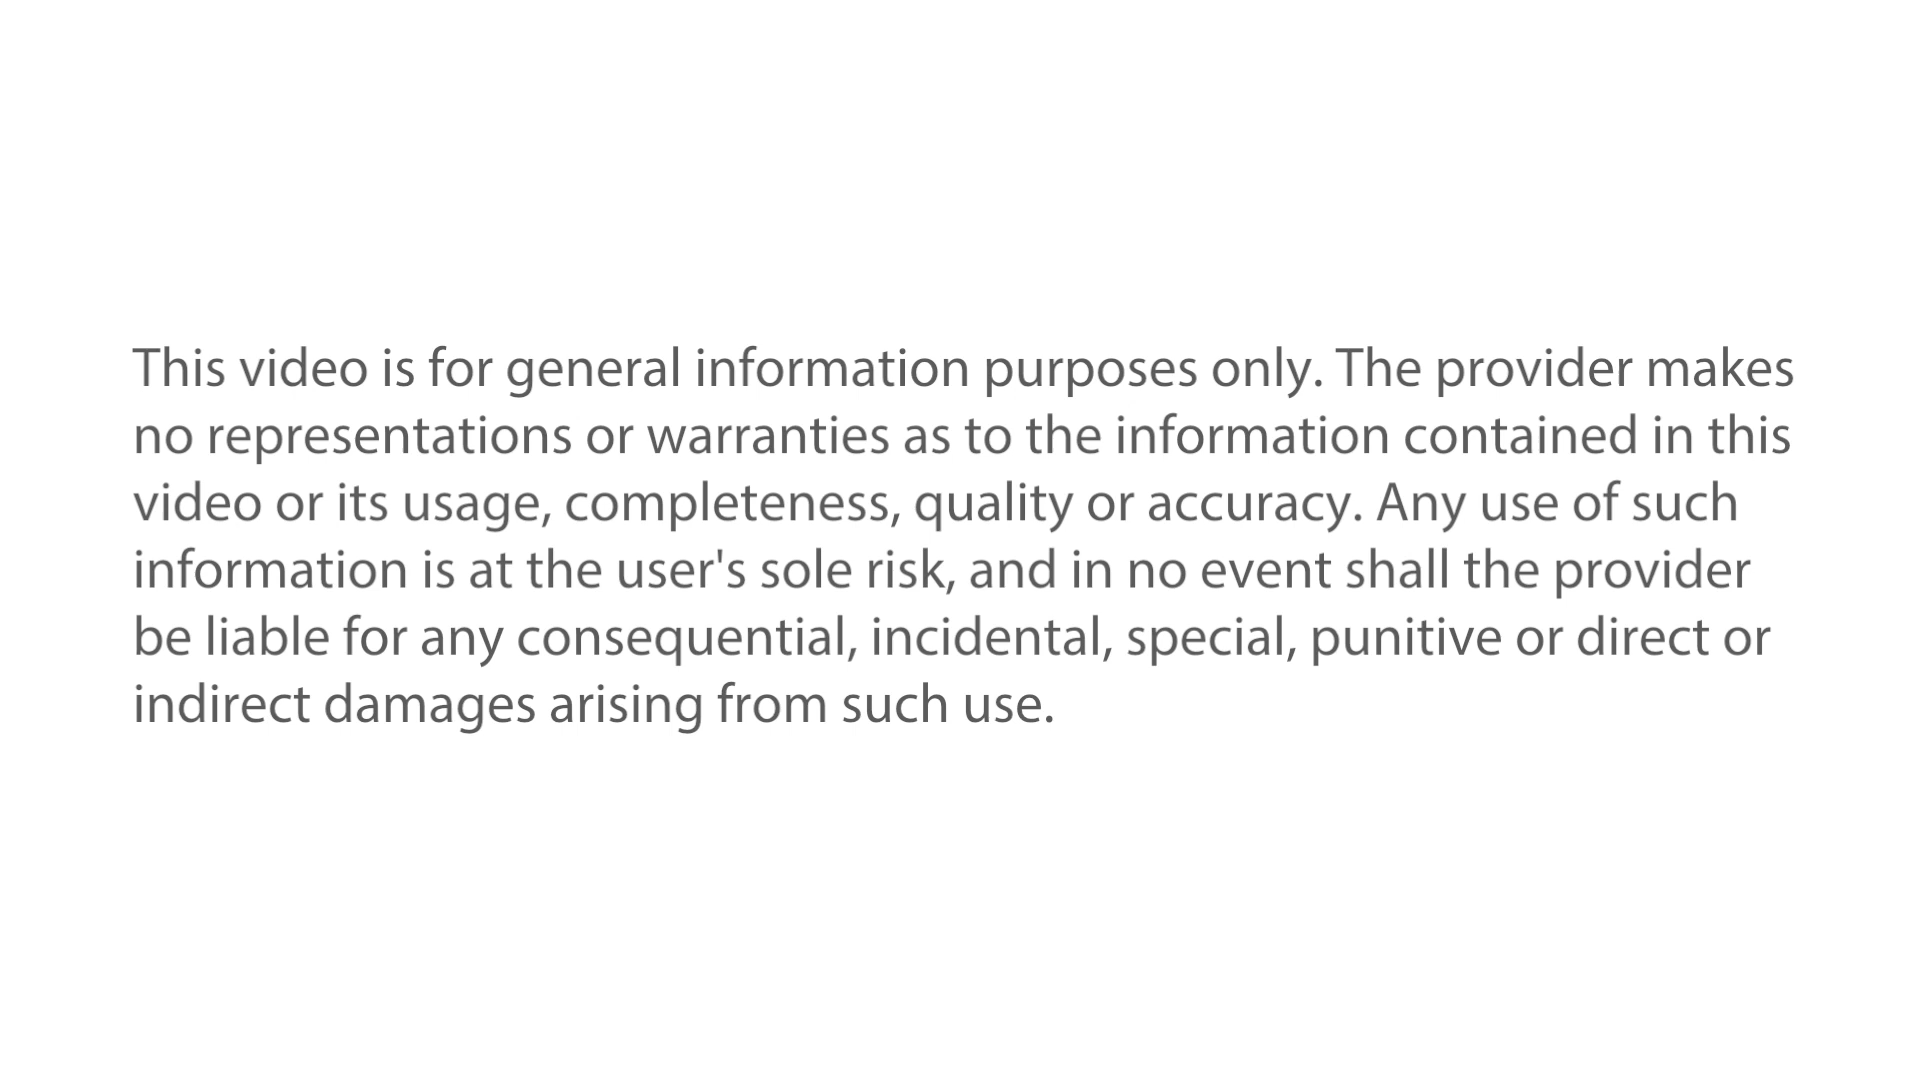 This video is for general information purposes only. The provider makes
no representations or warranties as to the information contained in this
video or its usage, completeness, quality or accuracy. Any use of such
information is at the user's sole risk, and in no event shall the provider
be liable for any consequential, incidental, special, punitive or direct or
indirect damages arising from such use.